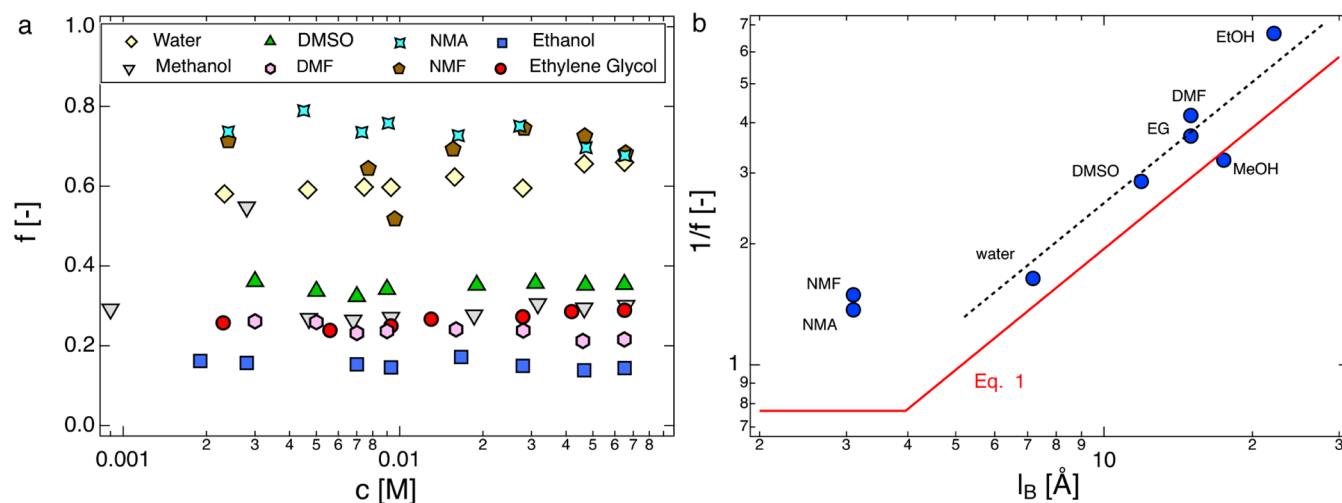 a
1.0
0.8
0.6
0.4
0.2
0.0
f [-]
Water
DMSO
NMA
Ethanol
Methanol
DMF
NMF
Ethylene Glycol
0.001
2
3
4
5
6
7
8
0.01
2
3
4
5
6
7
8
c [M]
b
7
6
5
4
3
2
1
9
8
7
1/f [-]
EtOH
DMF
EG
MeOH
DMSO
water
NMF
NMA
Eq. 1
2
3
4
5
6
7
8
9
10
2
3
l_B [Å]